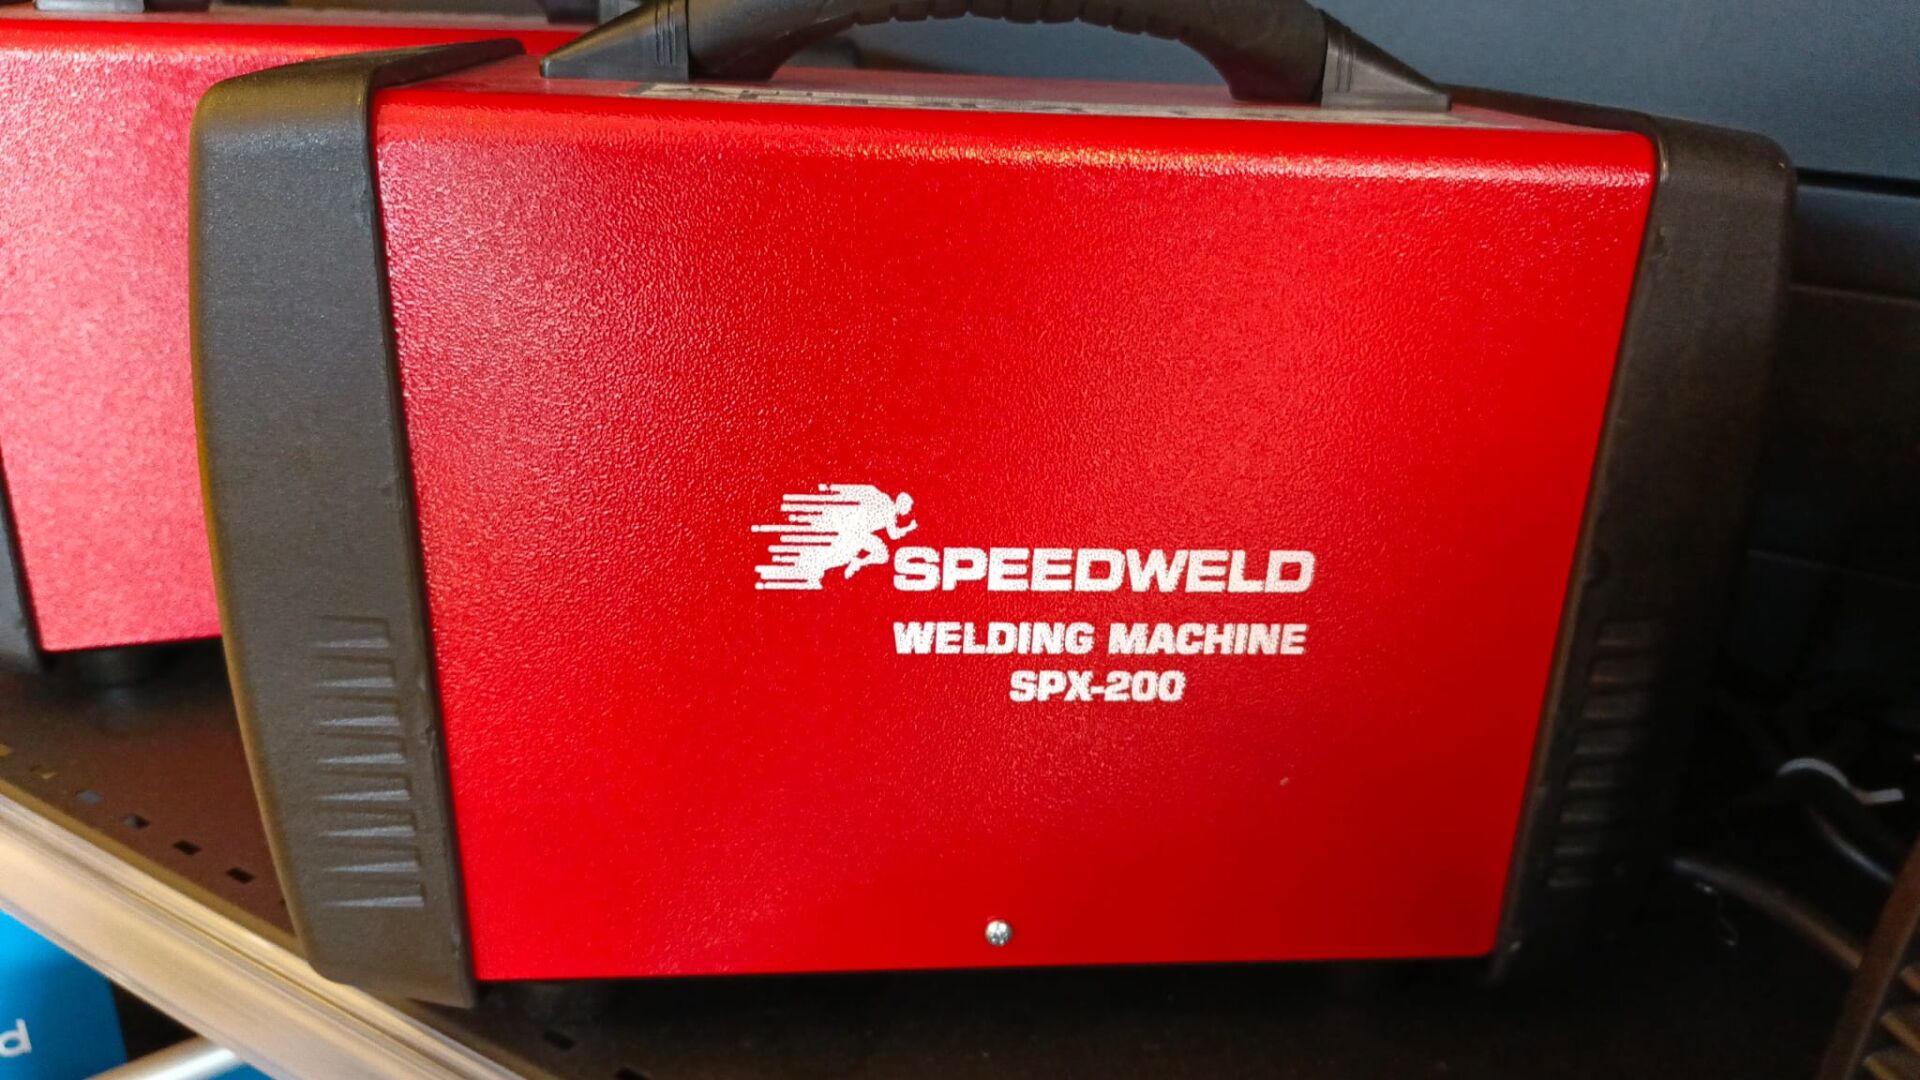 SPEEDWELD
WELDING MACHINE
SPX-200
d